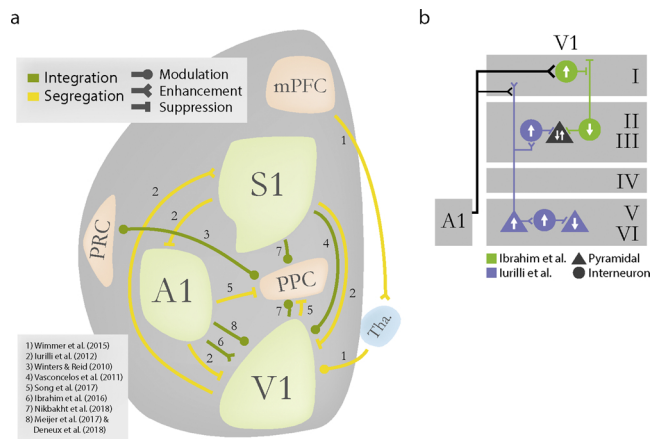 a
Integration
Segregation
Modulation
Enhancement
Suppression
mPFC
1
S1
2
2
PRC
3
7
4
A1
5
PPC
5
2
7
8
6
2
V1
1
Tha.
1) Wimmer et al. (2015)
2) Iurilli et al. (2012)
3) Winters & Reid (2010)
4) Vasconcelos et al. (2011)
5) Song et al. (2017)
6) Ibrahim et al. (2016)
7) Nikbakht et al. (2018)
8) Meijer et al. (2017) &
Deneux et al. (2018)
b
V1
I
II
III
IV
V
VI
A1
Ibrahim et al.
Iurilli et al.
Pyramidal
Interneuron